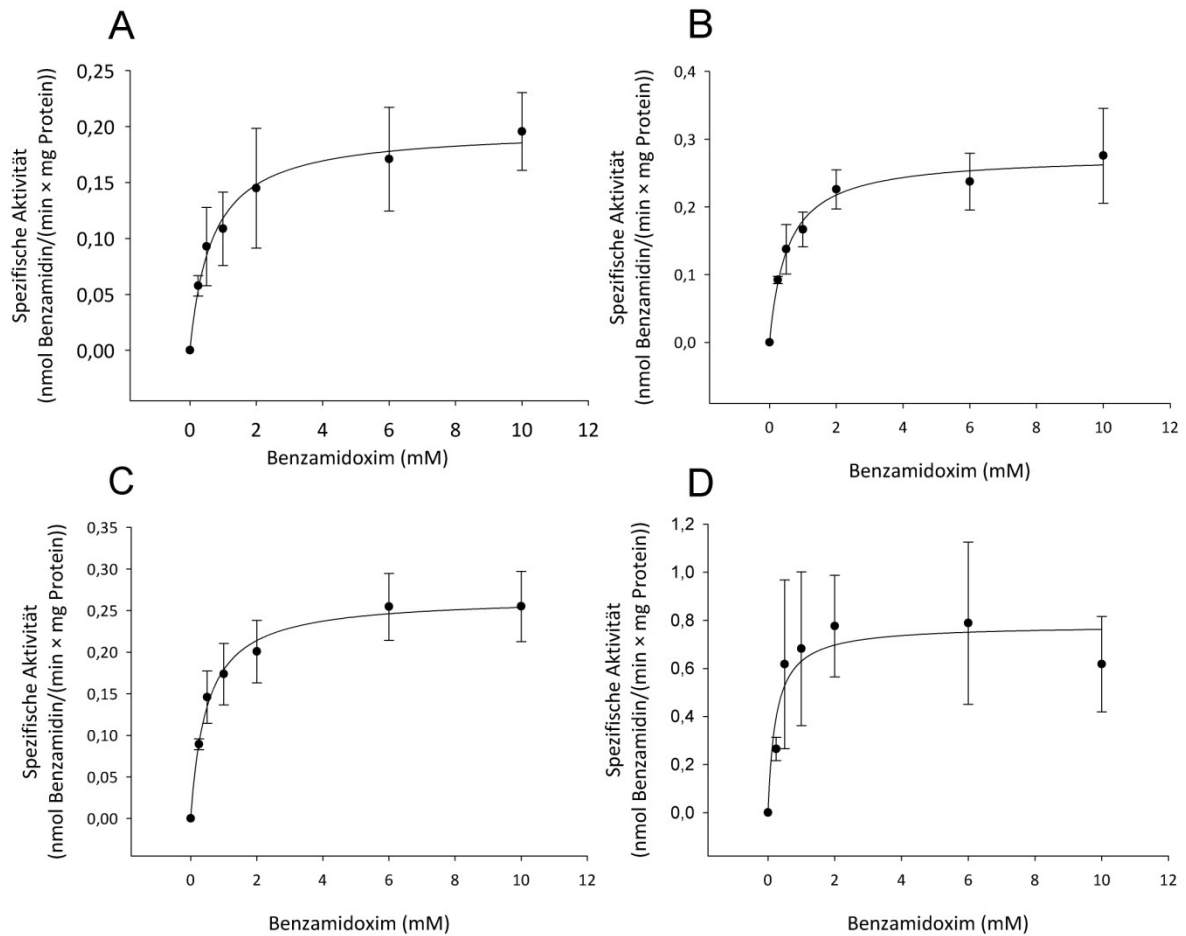 A
Spezifische Aktivität
(nmol Benzamidin/(min × mg Protein))
0,25
0,20
0,15
0,10
0,05
0,00
0 2 4 6 8 10 12
Benzamidoxim (mM)
B
Spezifische Aktivität
(nmol Benzamidin/(min × mg Protein))
0,4
0,3
0,2
0,1
0,0
0 2 4 6 8 10 12
Benzamidoxim (mM)
C
Spezifische Aktivität
(nmol Benzamidin/(min × mg Protein))
0,35
0,30
0,25
0,20
0,15
0,10
0,05
0,00
0 2 4 6 8 10 12
Benzamidoxim (mM)
D
Spezifische Aktivität
(nmol Benzamidin/(min × mg Protein))
1,2
1,0
0,8
0,6
0,4
0,2
0,0
0 2 4 6 8 10 12
Benzamidoxim (mM)